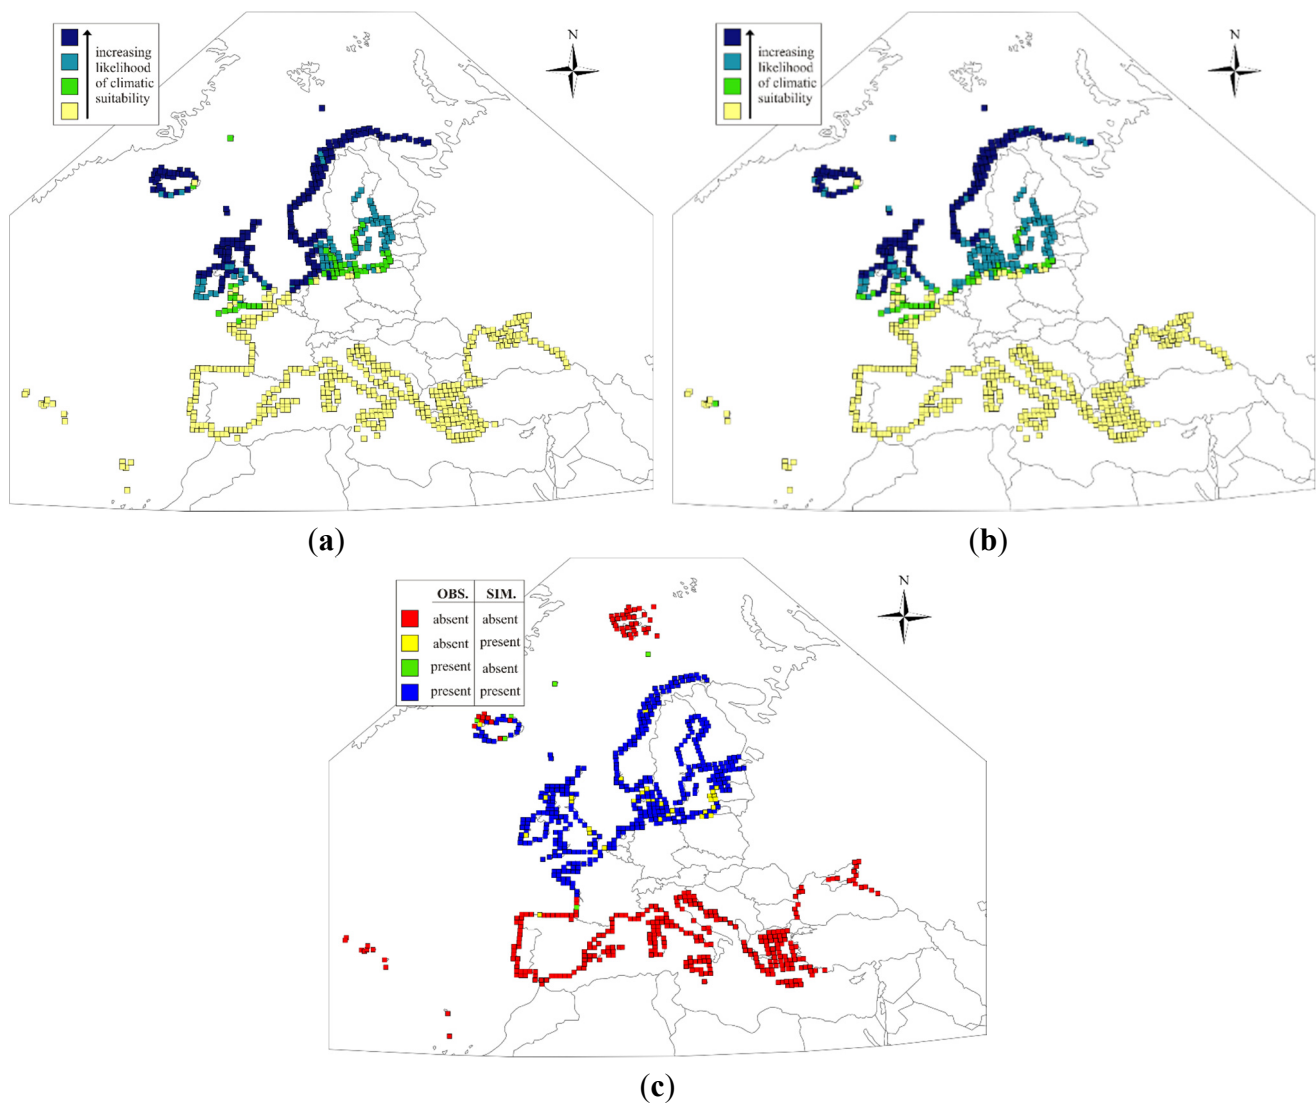 increasing
likelihood
of climatic
suitability
N
increasing
likelihood
of climatic
suitability
N
(a)
(b)
OBS. SIM.
absent absent
absent present
present absent
present present
N
(c)